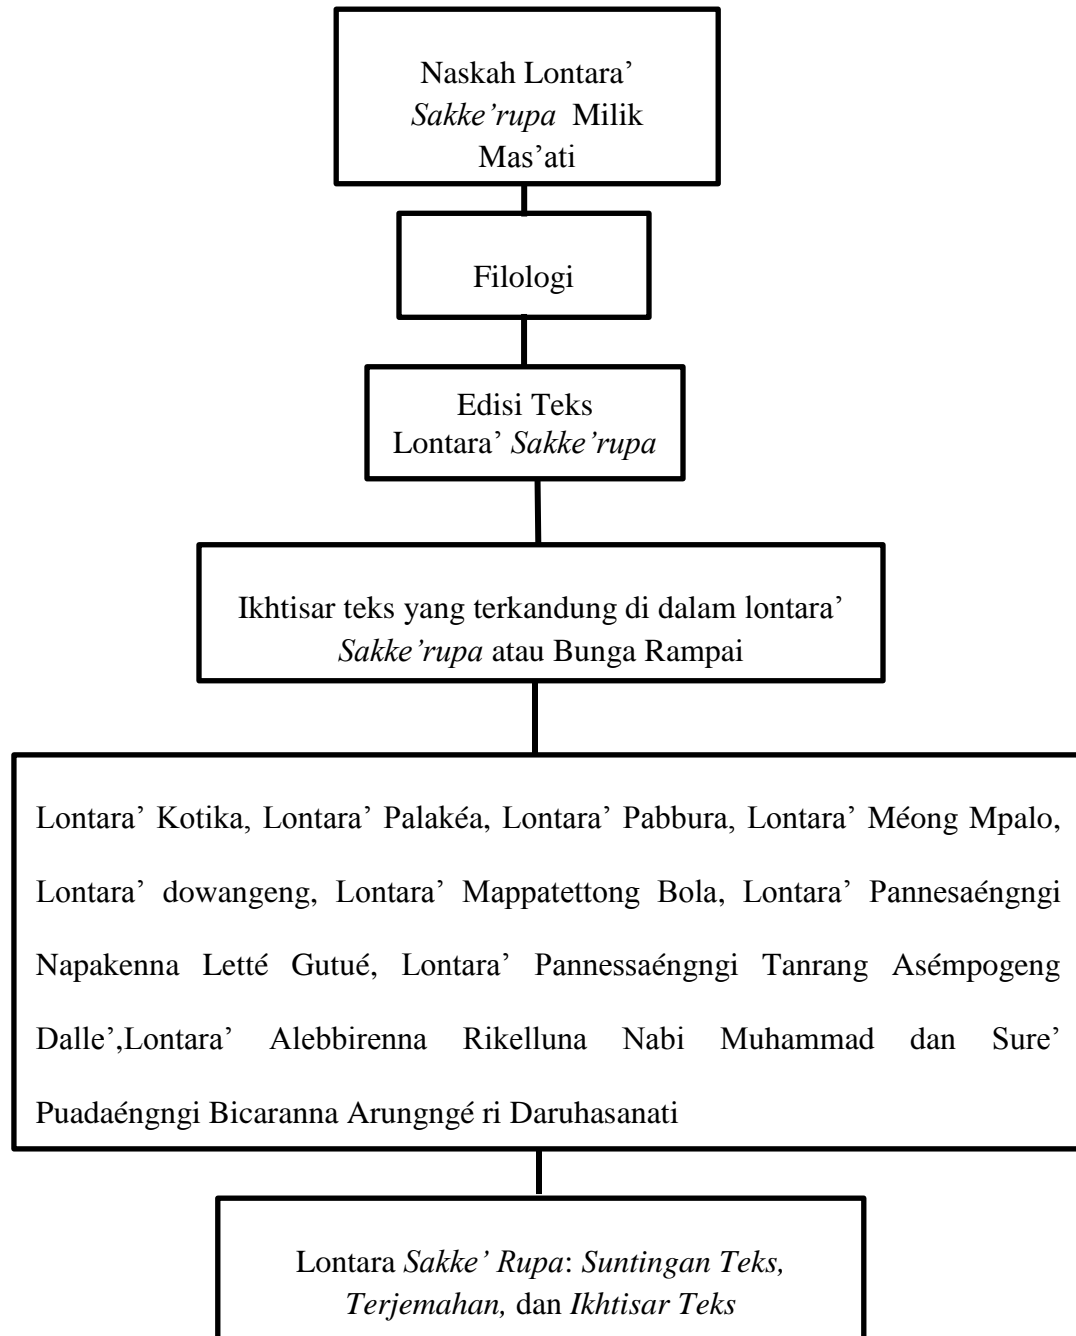 Naskah Lontara’
Sakke’rupa Milik
Mas’ati
Filologi
Edisi Teks
Lontara’ Sakke’rupa
Ikhtisar teks yang terkandung di dalam lontara’
Sakke’rupa atau Bunga Rampai
Lontara’ Kotika, Lontara’ Palakéa, Lontara’ Pabbura, Lontara’ Méong Mpalo,
Lontara’ dowangeng, Lontara’ Mappatettong Bola, Lontara’ Pannesaéngngi
Napakenna Letté Gutué, Lontara’ Pannessaéngngi Tanrang Asémpogeng
Dalle’,Lontara’ Alebbirenna Rikelluna Nabi Muhammad dan Sure’
Puadaéngngi Bicaranna Arungngé ri Daruhasanati
Lontara Sakke’ Rupa: Suntingan Teks,
Terjemahan, dan Ikhtisar Teks